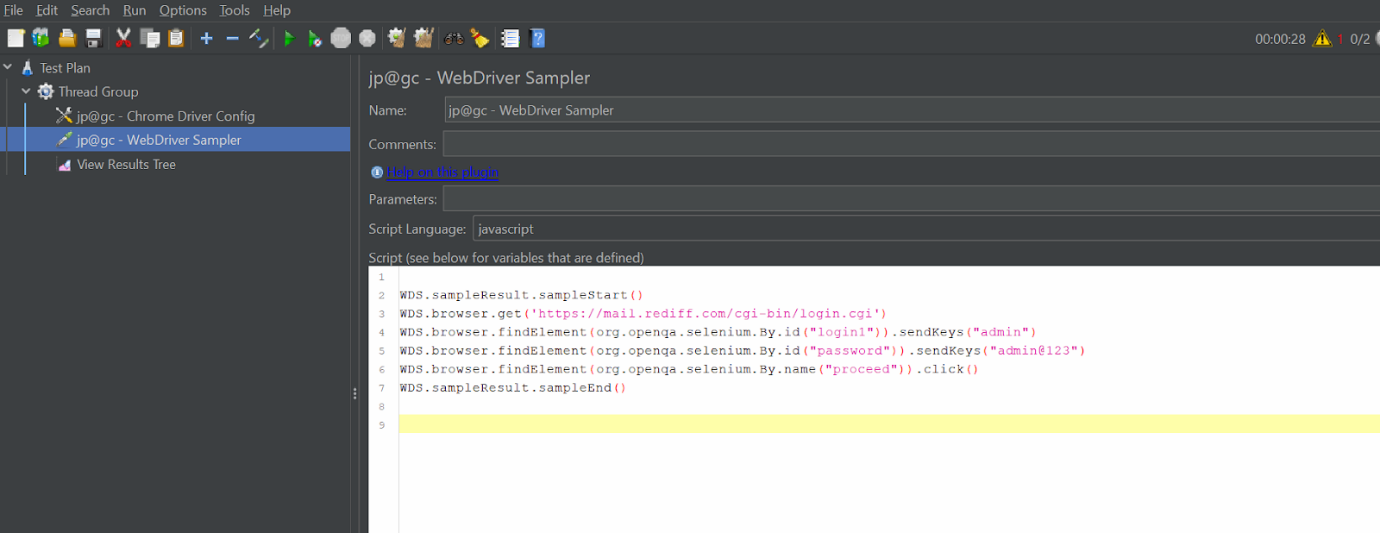 File Edit Search Run Options Tools Help
00:00:28 1 0/2
Test Plan
Thread Group
jp@gc - Chrome Driver Config
jp@gc - WebDriver Sampler
View Results Tree
jp@gc - WebDriver Sampler
Name: jp@gc - WebDriver Sampler
Comments:
Help on this plugin
Parameters:
Script Language: javascript
Script (see below for variables that are defined)
1
2 WDS.sampleResult.sampleStart()
3 WDS.browser.get('https://mail.rediff.com/cgi-bin/login.cgi')
4 WDS.browser.findElement(org.openqa.selenium.By.id("login1")).sendKeys("admin")
5 WDS.browser.findElement(org.openqa.selenium.By.id("password")).sendKeys("admin@123")
6 WDS.browser.findElement(org.openqa.selenium.By.name("proceed")).click()
7 WDS.sampleResult.sampleEnd()
8
9